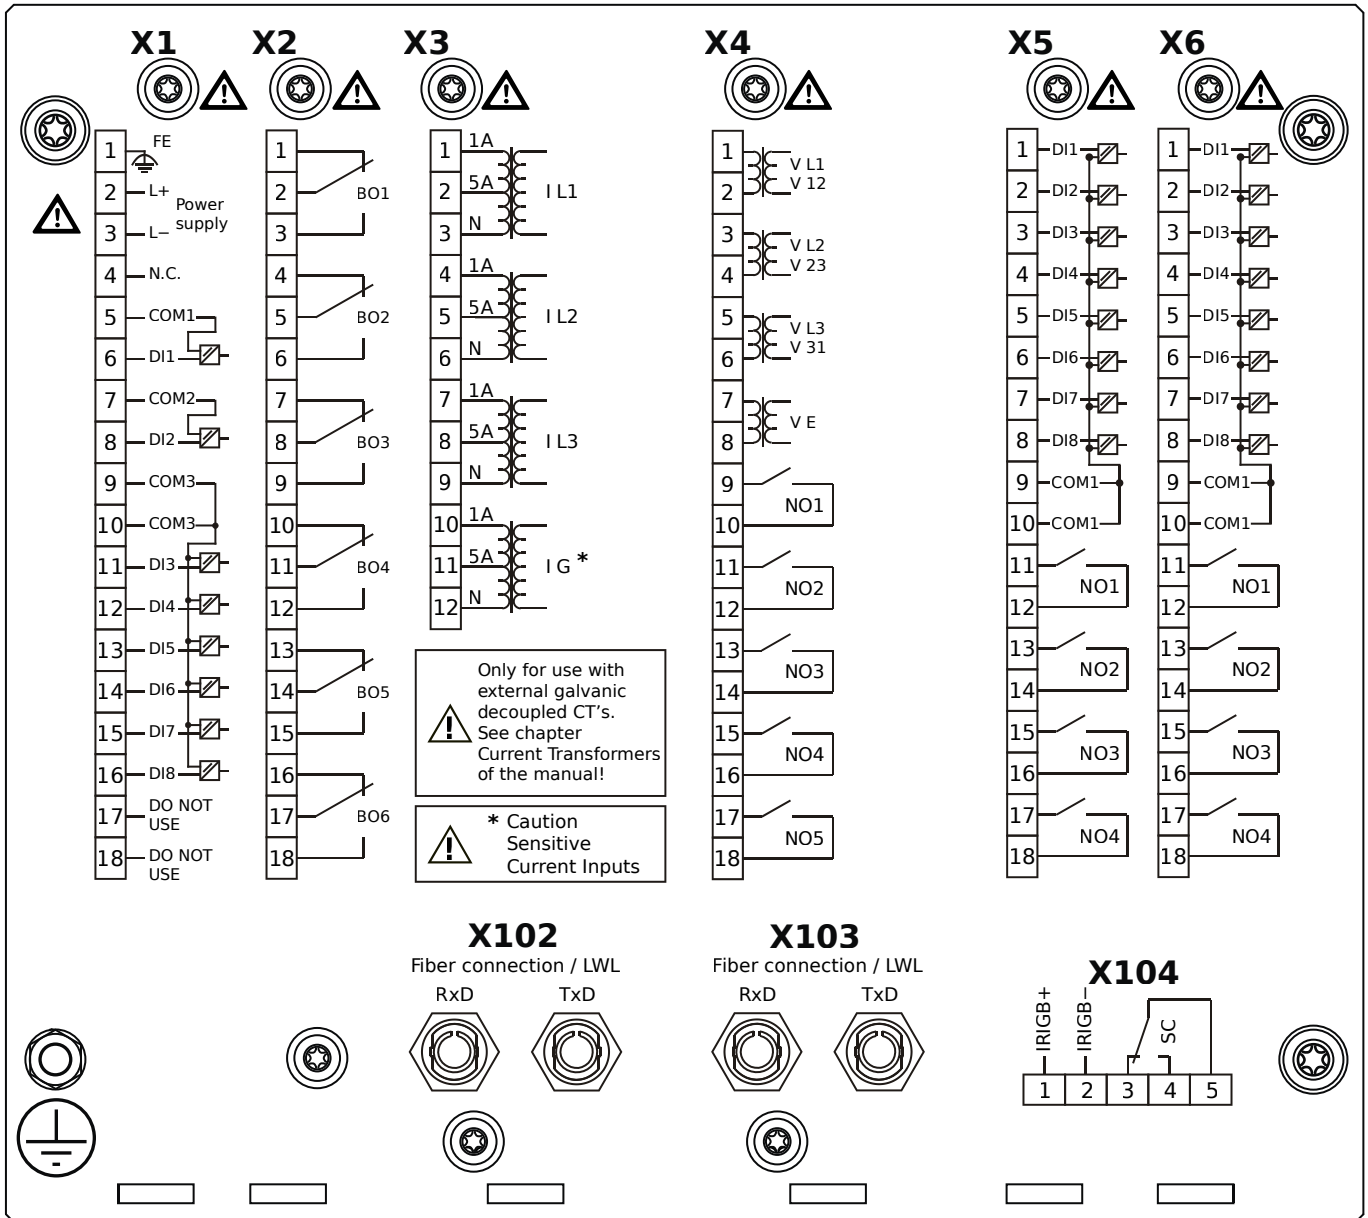 X1 X2 X3 X4 X5 X6
1 FE
2 L+
Power
supply
3 L−
4 N.C.
5 COM1
6 DI1
7 COM2
8 DI2
9 COM3
10 COM3
11 DI3
12 DI4
13 DI5
14 DI6
15 DI7
16 DI8
17 DO NOT
USE
18 DO NOT
USE
1
2 BO1
3
4
5 BO2
6
7
8 BO3
9
10
11 BO4
12
13
14 BO5
15
16
17 BO6
18
1 1A
2 5A I L1
3 N
4 1A
5 5A I L2
6 N
7 1A
8 5A I L3
9 N
10 1A
11 5A I G *
12 N
Only for use with
external galvanic
decoupled CT's.
See chapter
Current Transformers
of the manual!
* Caution
Sensitive
Current Inputs
1 V L1
2 V 12
3 V L2
4 V 23
5 V L3
6 V 31
7 V E
8
9
NO1
10
11
NO2
12
13
NO3
14
15
NO4
16
17
NO5
18
1 DI1
2 DI2
3 DI3
4 DI4
5 DI5
6 DI6
7 DI7
8 DI8
9 COM1
10 COM1
11
NO1
12
13
NO2
14
15
NO3
16
17
NO4
18
1 DI1
2 DI2
3 DI3
4 DI4
5 DI5
6 DI6
7 DI7
8 DI8
9 COM1
10 COM1
11
NO1
12
13
NO2
14
15
NO3
16
17
NO4
18
X102
Fiber connection / LWL
RxD TxD
X103
Fiber connection / LWL
RxD TxD
X104
IRIGB+ IRIGB− SC
1 2 3 4 5